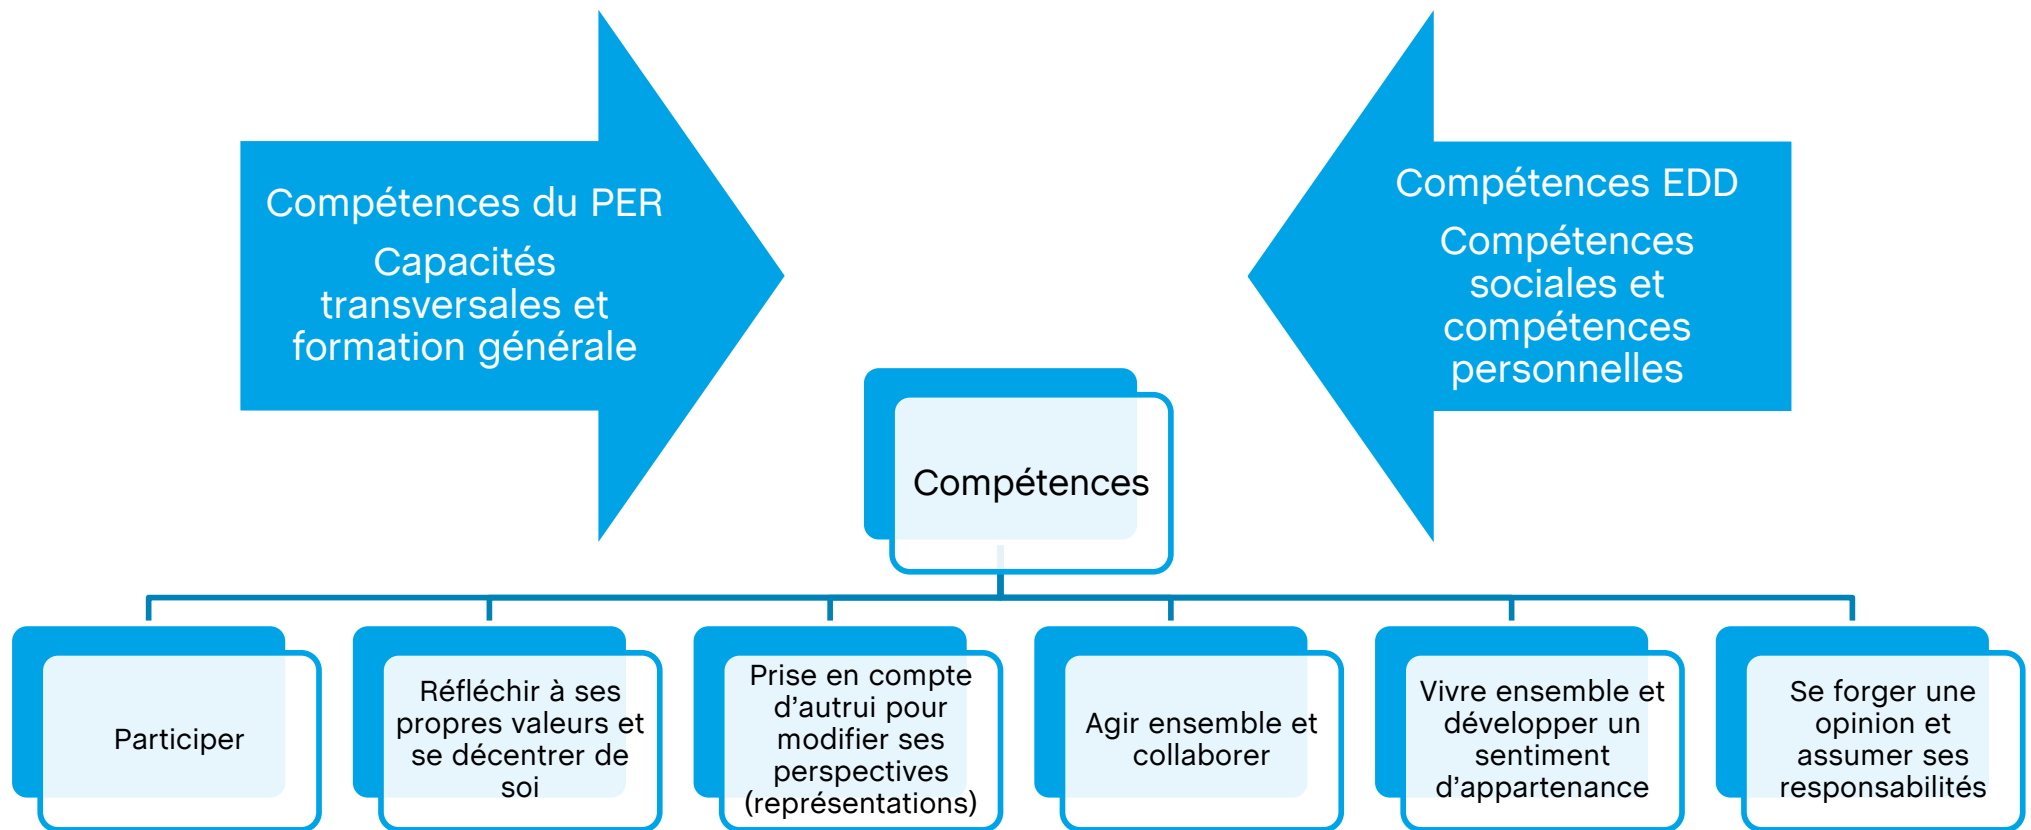 Compétences du PER
Capacités
transversales et
formation générale
Compétences EDD
Compétences
sociales et
compétences
personnelles
Compétences
Participer
Réfléchir à ses
propres valeurs et
se décentrer de
soi
Prise en compte
d’autrui pour
modifier ses
perspectives
(représentations)
Agir ensemble et
collaborer
Vivre ensemble et
développer un
sentiment
d’appartenance
Se forger une
opinion et
assumer ses
responsabilités